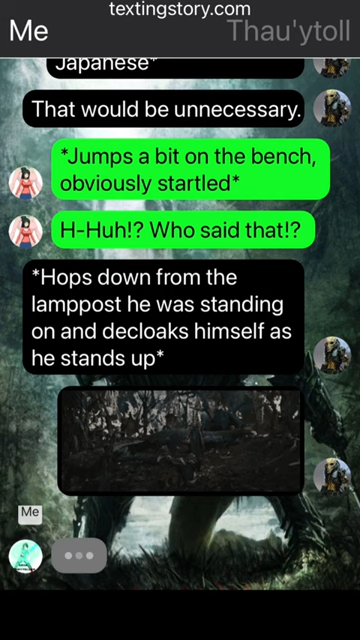 textingstory.com
Me
Thau'ytoll
Japanese*
That would be unnecessary.
*Jumps a bit on the bench,
obviously startled*
H-Huh!? Who said that!?
*Hops down from the
lamppost he was standing
on and decloaks himself as
he stands up*
Me